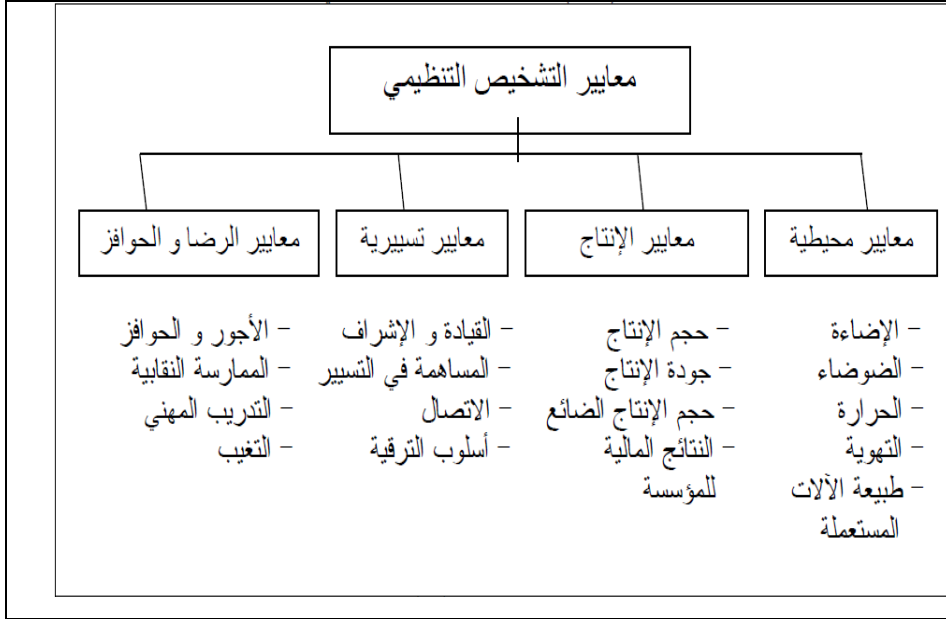 معايير التشخيص التنظيمي
معايير محيطية
- الإضاءة
- الضوضاء
- الحرارة
- التهوية
- طبيعة الآلات
المستعملة
معايير الإنتاج
- حجم الإنتاج
- جودة الإنتاج
- حجم الإنتاج الضائع
- النتائج المالية
للمؤسسة
معايير تسييرية
- القيادة و الإشراف
- المساهمة في التسيير
- الاتصال
- أسلوب الترقية
معايير الرضا و الحوافز
- الأجور و الحوافز
- الممارسة النقابية
- التدريب المهني
- التغيب